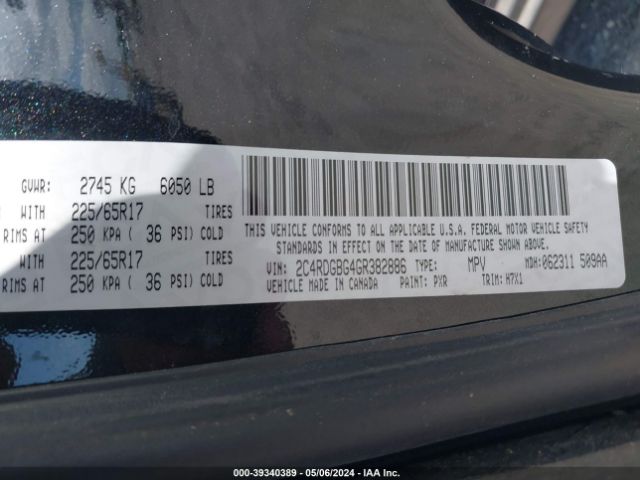 GVWR: 2745 KG 6050 LB
WITH 225/65R17 TIRES
RIMS AT 250 KPA ( 36 PSI) COLD
WITH 225/65R17 TIRES
RIMS AT 250 KPA ( 36 PSI) COLD
THIS VEHICLE CONFORMS TO ALL APPLICABLE U.S.A. FEDERAL MOTOR VEHICLE SAFETY
STANDARDS IN EFFECT ON THE DATE OF MANUFACTURE SHOWN ABOVE.
VIN: 2C4RDGBG4GR382886 TYPE: MPV MDH: 062311 509AA
VEHICLE MADE IN CANADA PAINT: PXR TRIM: H7X1
000-39340389 - 05/06/2024 - IAAI.COM